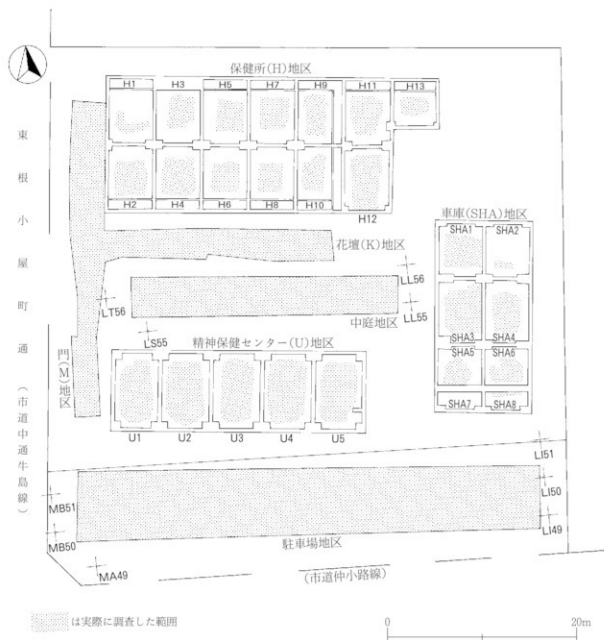 保健所(H)地区
H1 H3 H5 H7 H9 H11 H13
H2 H4 H6 H8 H10
H12
車庫(SHA)地区
SHA1 SHA2
花壇(K)地区
LL56
LT56
LL55
中庭地区
LS55
SHA3 SHA4
精神保健センター(U)地区
SHA5 SHA6
門(M)地区
SHA7 SHA8
U1 U2 U3 U4 U5
東根小屋町通(市道中通牛島線)
LI51
LI50
MB51
LI49
MB50
駐車場地区
MA49
(市道仲小路線)
は実際に調査した範囲
0 20m